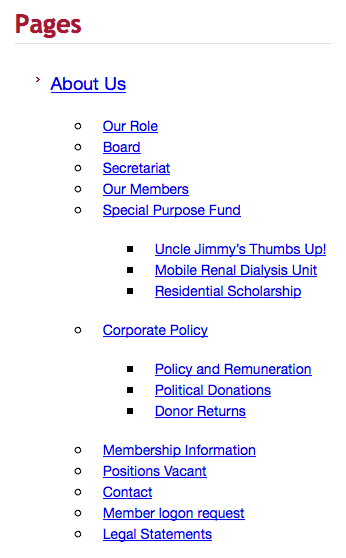 Pages
About Us
Our Role
Board
Secretariat
Our Members
Special Purpose Fund
Uncle Jimmy’s Thumbs Up!
Mobile Renal Dialysis Unit
Residential Scholarship
Corporate Policy
Policy and Remuneration
Political Donations
Donor Returns
Membership Information
Positions Vacant
Contact
Member logon request
Legal Statements